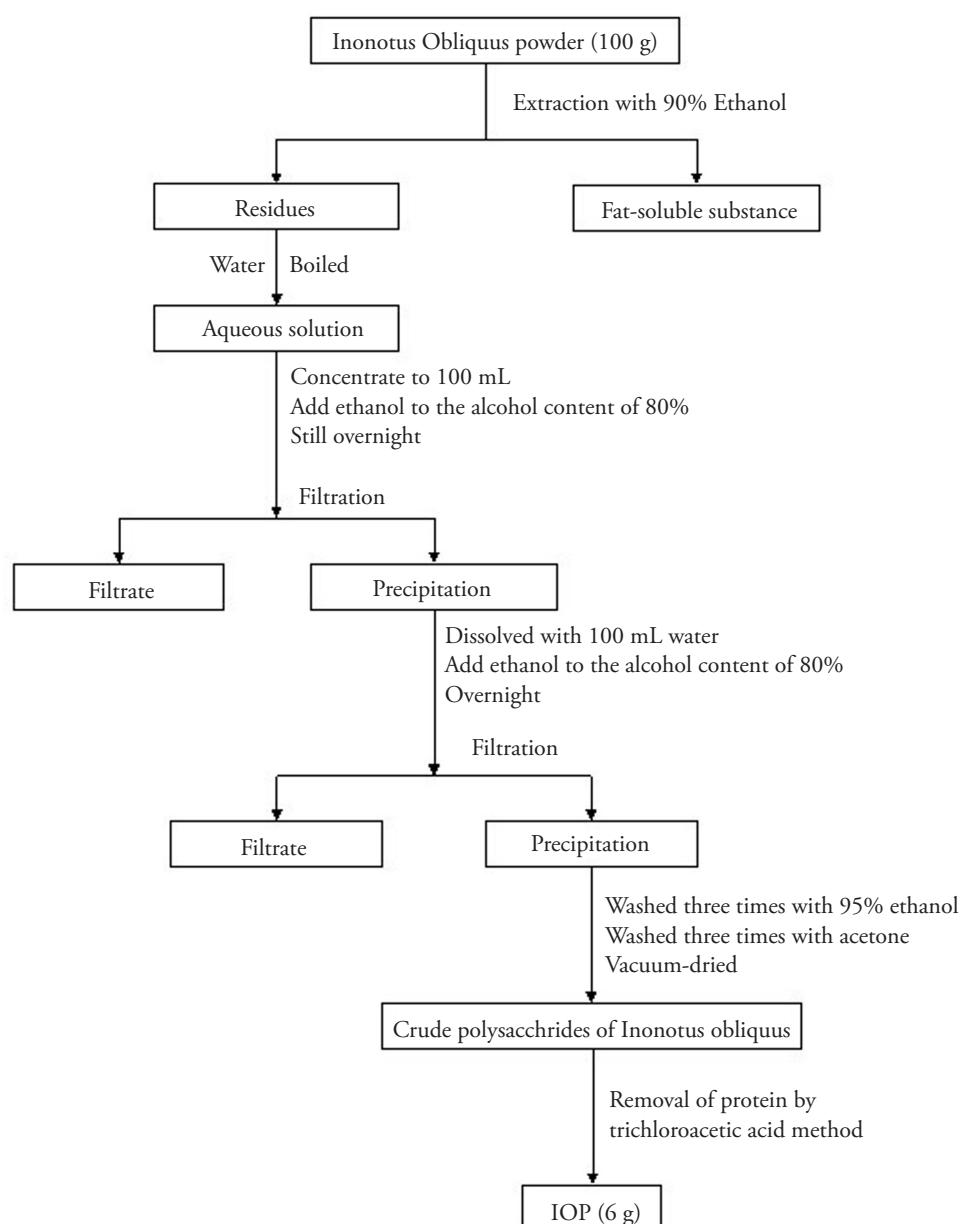 Inonotus Obliquus powder (100 g)
Extraction with 90% Ethanol
Residues
Fat-soluble substance
Water Boiled
Aqueous solution
Concentrate to 100 mL
Add ethanol to the alcohol content of 80%
Still overnight
Filtration
Filtrate
Precipitation
Dissolved with 100 mL water
Add ethanol to the alcohol content of 80%
Overnight
Filtration
Filtrate
Precipitation
Washed three times with 95% ethanol
Washed three times with acetone
Vacuum-dried
Crude polysacchrides of Inonotus obliquus
Removal of protein by
trichloroacetic acid method
IOP (6 g)